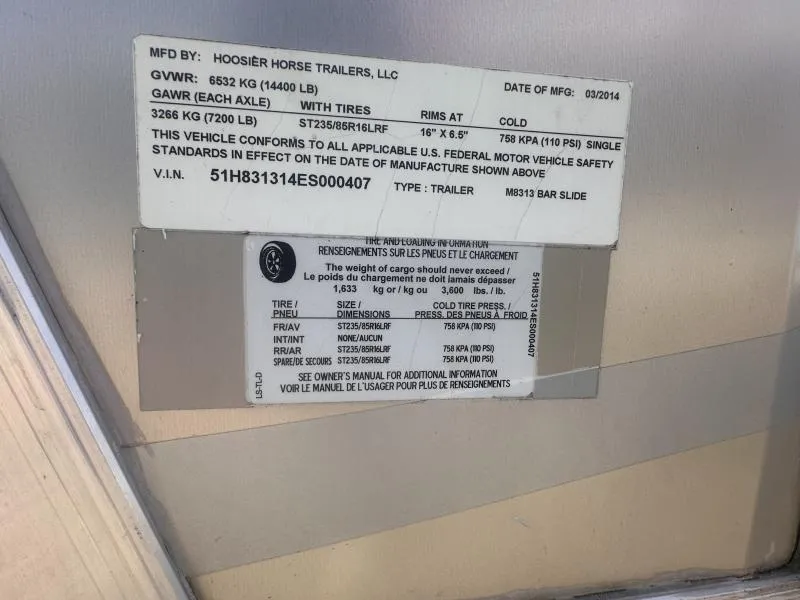 MFD BY: HOOSIER HORSE TRAILERS, LLC DATE OF MFG: 03/2014
GVWR: 6532 KG (14400 LB)
GAWR (EACH AXLE) WITH TIRES RIMS AT COLD
3266 KG (7200 LB) ST235/85R16LRF 16" X 6.5" 758 KPA (110 PSI) SINGLE
THIS VEHICLE CONFORMS TO ALL APPLICABLE U.S. FEDERAL MOTOR VEHICLE SAFETY
STANDARDS IN EFFECT ON THE DATE OF MANUFACTURE SHOWN ABOVE
V.I.N. 51H831314ES000407 TYPE : TRAILER M8313 BAR SLIDE
TIRE AND LOADING INFORMATION
RENSEIGNEMENTS SUR LES PNEUS ET LE CHARGEMENT
The weight of cargo should never exceed /
Le poids du chargement ne doit jamais dépasser
1,633 kg or / kg ou 3,600 lbs. / lb.
TIRE / SIZE / COLD TIRE PRESS. /
PNEU DIMENSIONS PRESS. DES PNEUS À FROID
FR/AV ST235/85R16LRF 758 KPA (110 PSI)
INT/INT NONE/AUCUN
RR/AR ST235/85R16LRF 758 KPA (110 PSI)
SPARE/DE SECOURS ST235/85R16LRF 758 KPA (110 PSI)
SEE OWNER'S MANUAL FOR ADDITIONAL INFORMATION
VOIR LE MANUEL DE L'USAGER POUR PLUS DE RENSEIGNEMENTS
LS-TL-D
51H831314ES000407